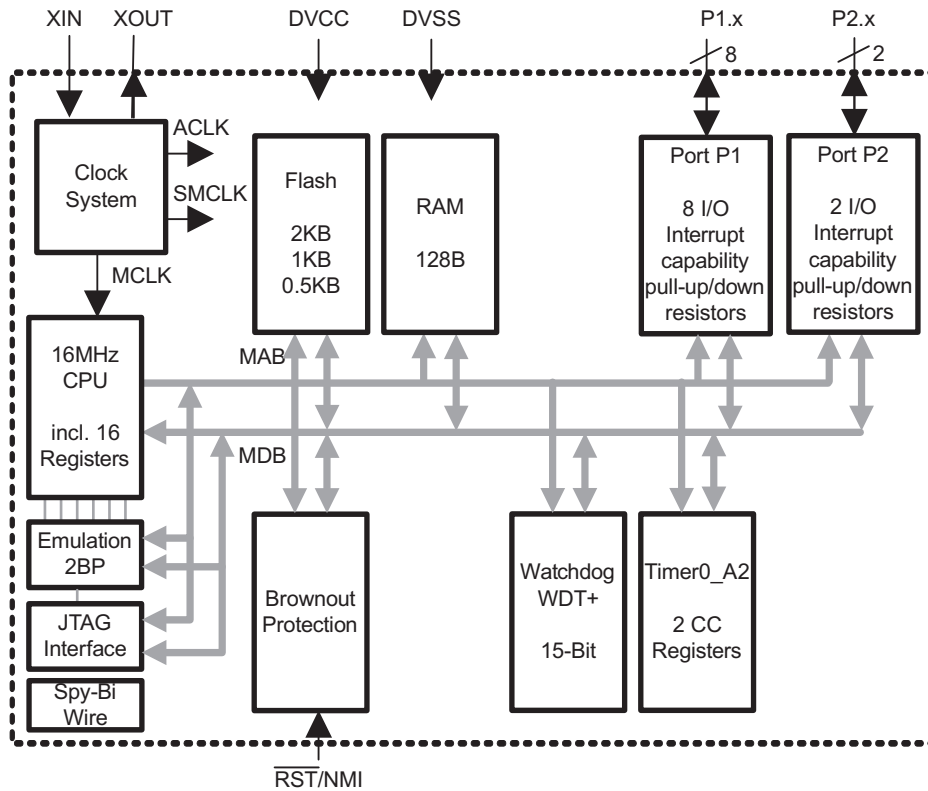 XIN
XOUT
DVCC
DVSS
P1.x
P2.x
8
2
Clock
System
ACLK
SMCLK
MCLK
Flash
2KB
1KB
0.5KB
RAM
128B
Port P1
8 I/O
Interrupt
capability
pull-up/down
resistors
Port P2
2 I/O
Interrupt
capability
pull-up/down
resistors
16MHz
CPU
incl. 16
Registers
MAB
MDB
Emulation
2BP
JTAG
Interface
Spy-Bi
Wire
Brownout
Protection
Watchdog
WDT+
15-Bit
Timer0_A2
2 CC
Registers
RST/NMI